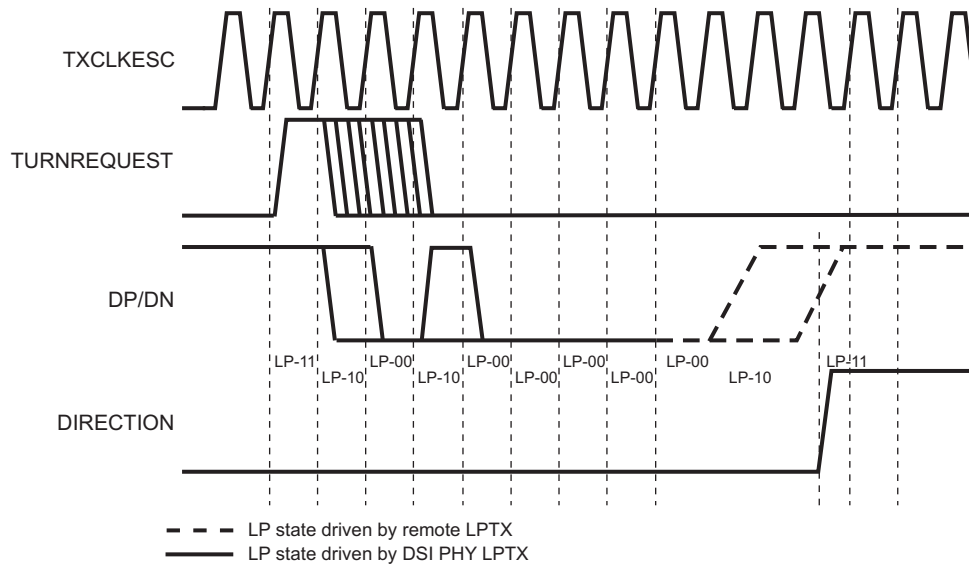 TXCLKESC
TURNREQUEST
DP/DN
LP-11 LP-00 LP-00 LP-00 LP-00 LP-11
LP-10 LP-10 LP-00 LP-00 LP-10
DIRECTION
LP state driven by remote LPTX
LP state driven by DSI PHY LPTX